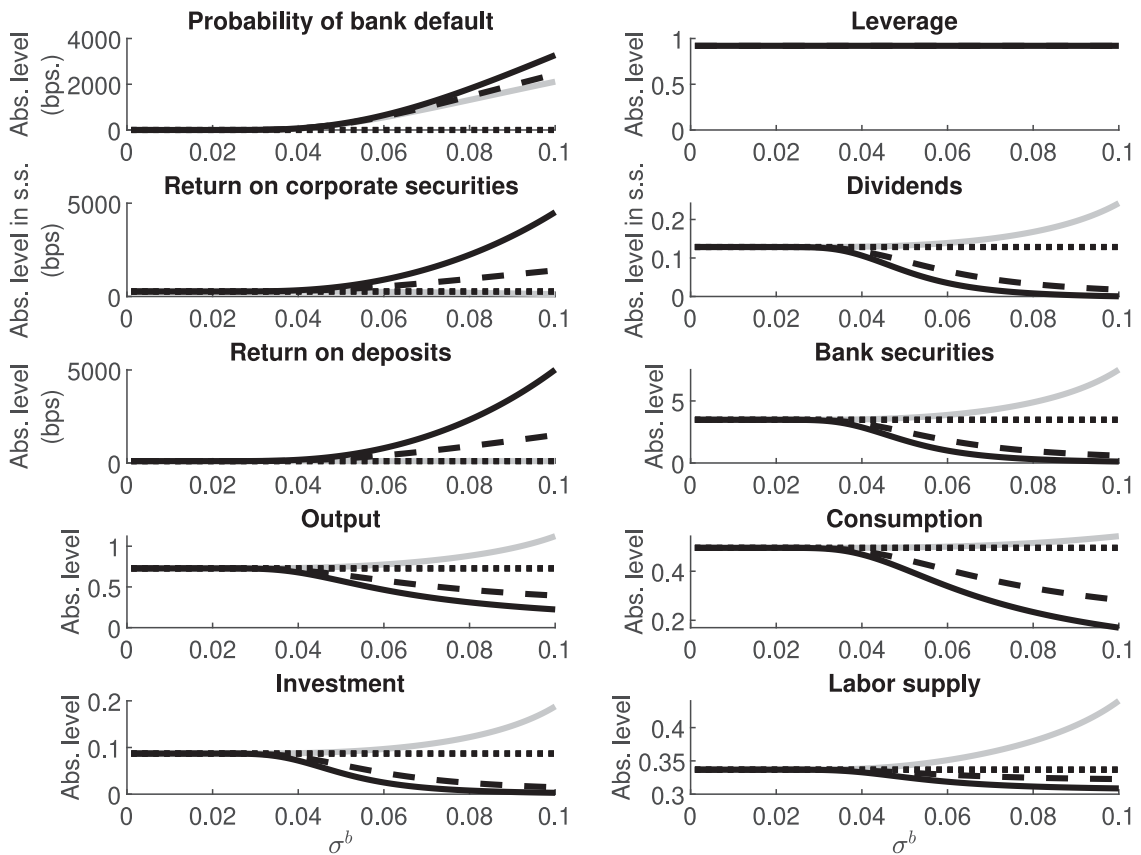 Probability of bank default
Abs. level
(bps.)
4000
2000
0
0 0.02 0.04 0.06 0.08 0.1
Leverage
Abs. level
1
0.5
0
0 0.02 0.04 0.06 0.08 0.1
Return on corporate securities
Abs. level in s.s.
(bps)
5000
0
0 0.02 0.04 0.06 0.08 0.1
Dividends
Abs. level in s.s.
0.2
0.1
0
0 0.02 0.04 0.06 0.08 0.1
Return on deposits
Abs. level
(bps)
5000
0
0 0.02 0.04 0.06 0.08 0.1
Bank securities
Abs. level
5
0
0 0.02 0.04 0.06 0.08 0.1
Output
Abs. level
1
0.5
0
0 0.02 0.04 0.06 0.08 0.1
Consumption
Abs. level
0.4
0.2
0 0.02 0.04 0.06 0.08 0.1
Investment
Abs. level
0.2
0.1
0
0 0.02 0.04 0.06 0.08 0.1
σᵇ
Labor supply
Abs. level
0.4
0.35
0.3
0 0.02 0.04 0.06 0.08 0.1
σᵇ